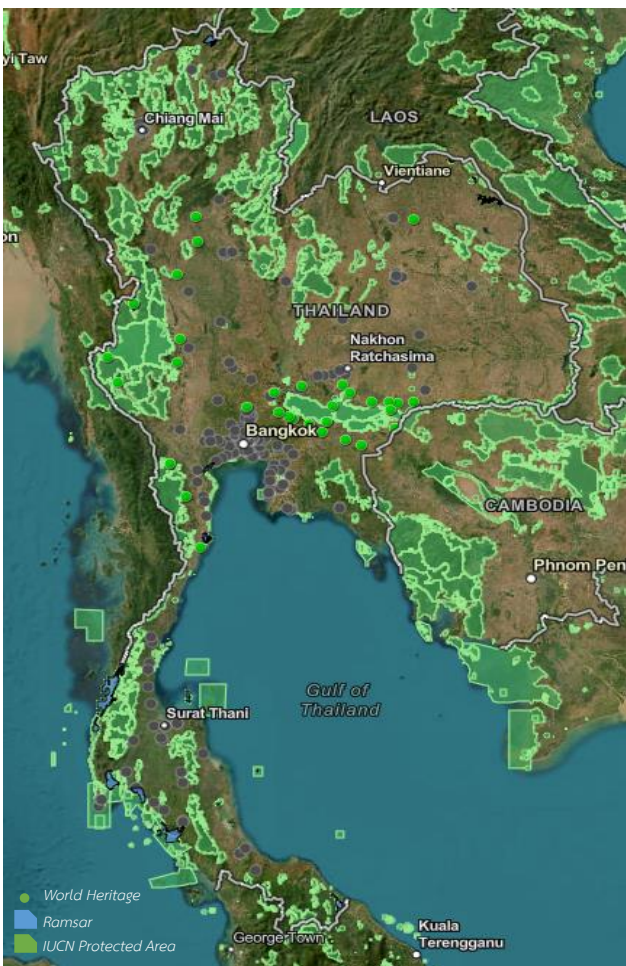 yi Taw
Chiang Mai
LAOS
Vientiane
on
THAILAND
Nakhon
Ratchasima
Bangkok
CAMBODIA
Phnom Pen
Gulf of
Thailand
Surat Thani
World Heritage
Ramsar
IUCN Protected Area
George Town
Kuala
Terengganu